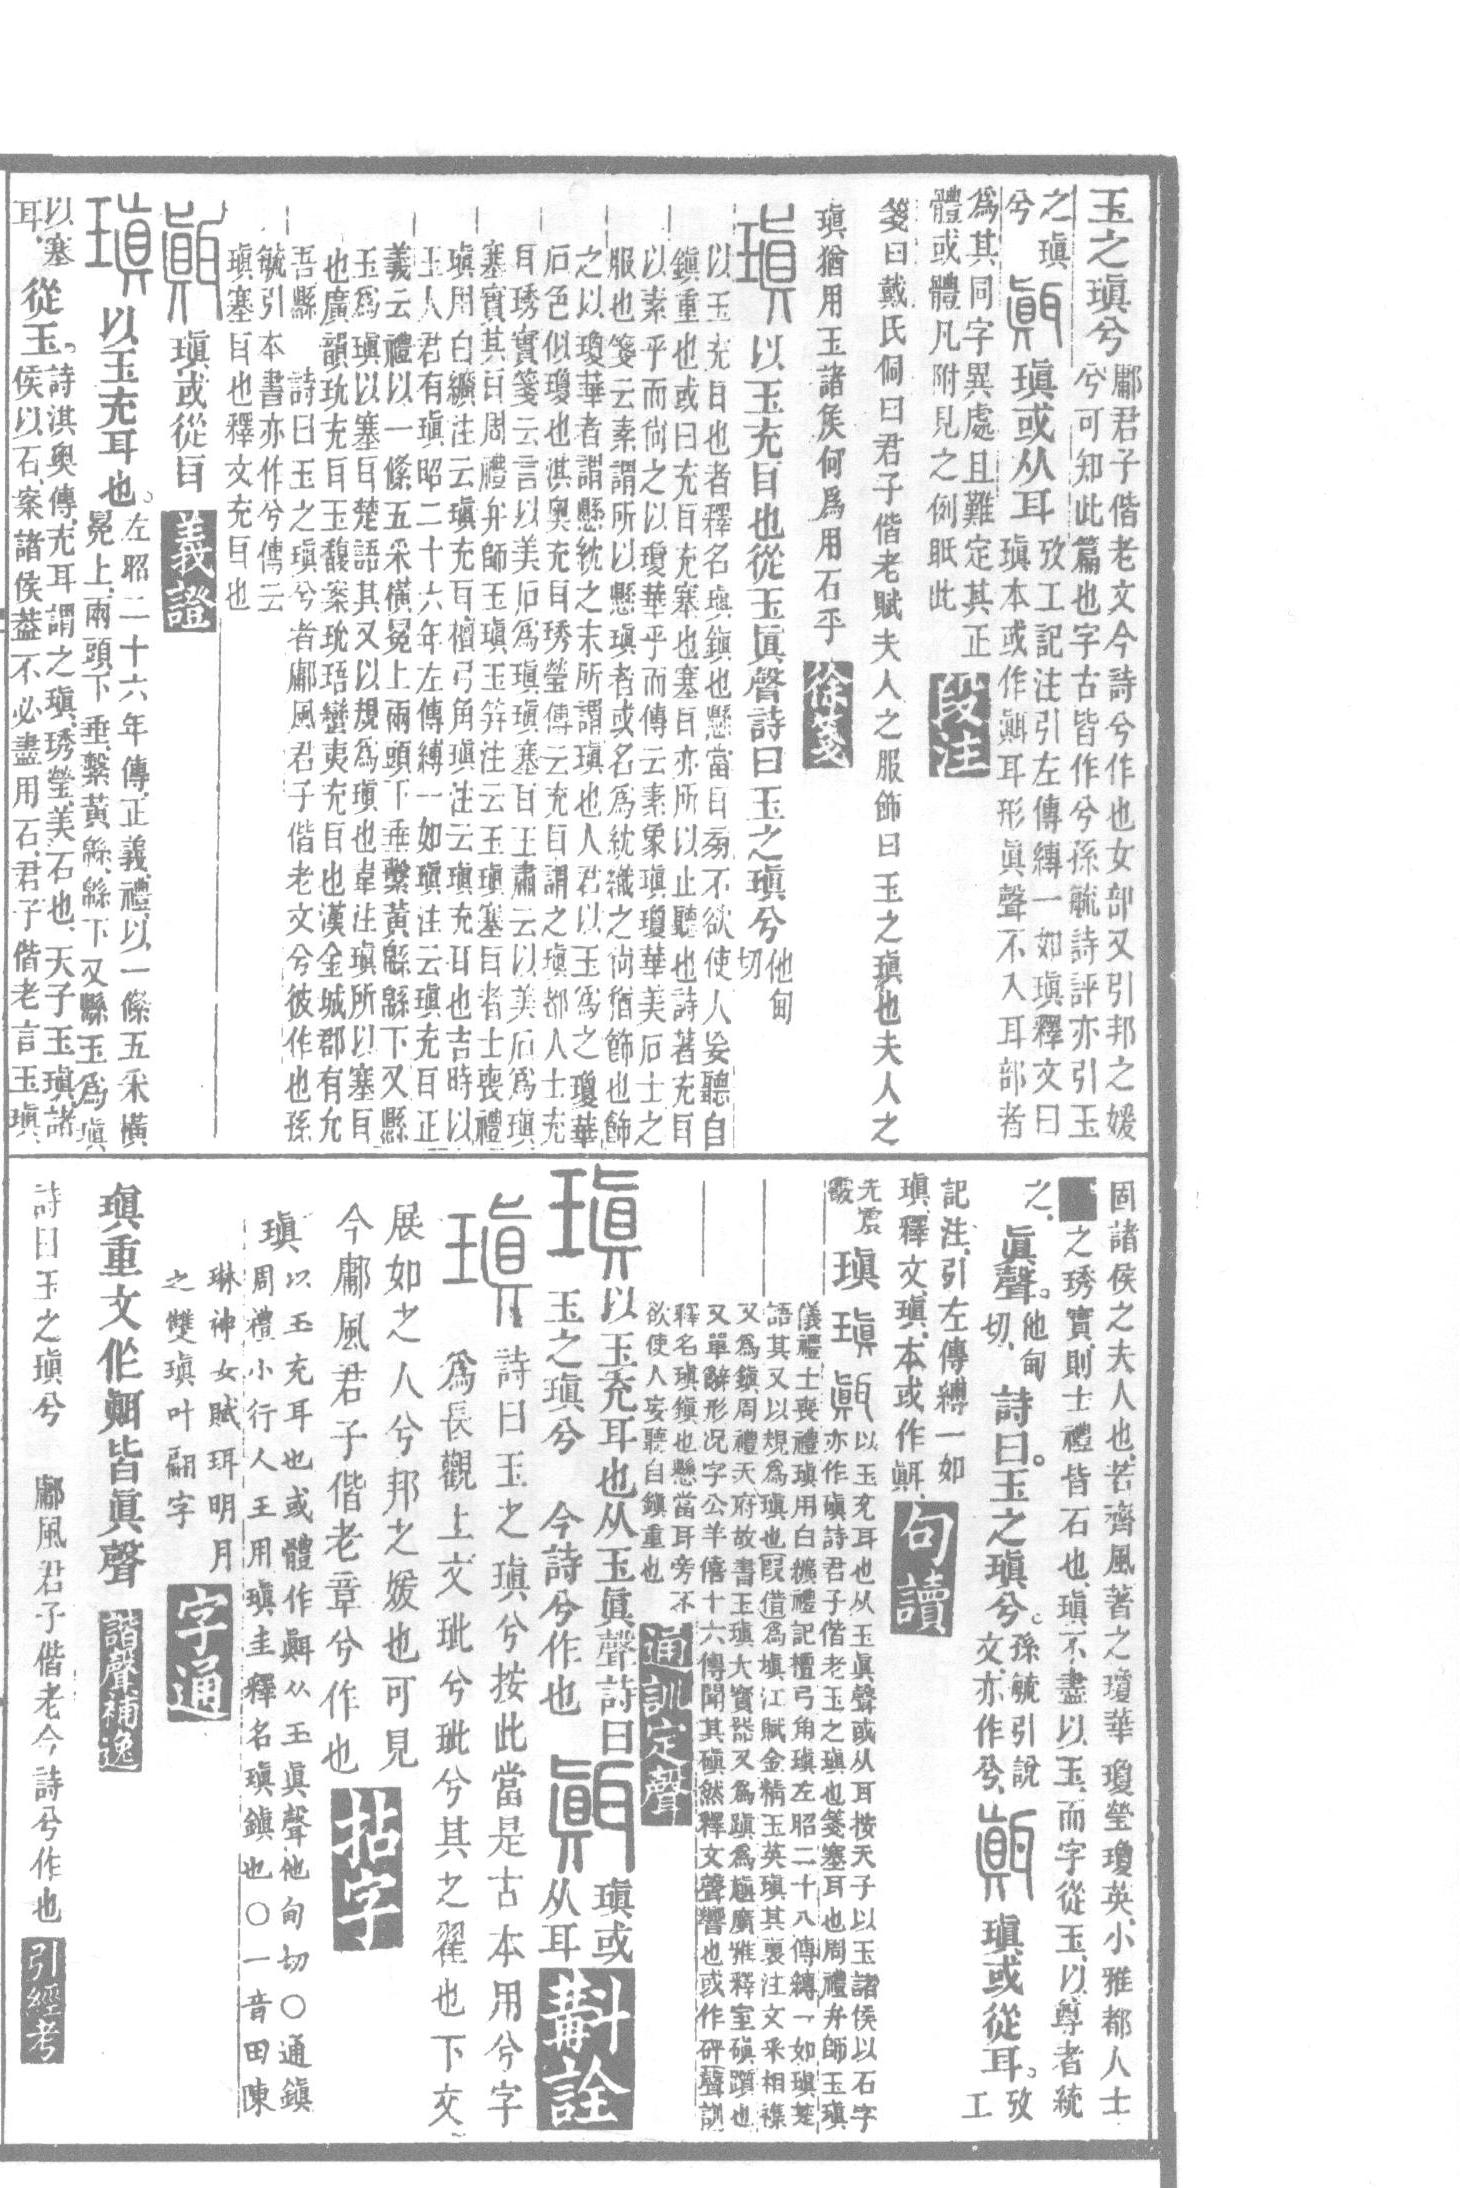 玉之瑱兮 鄘君子偕老文今詩兮作也女部又引邦之媛
兮可知此篇也字古皆作兮孫毓詩評亦引玉
之瑱
兮 𦗁 瑱或从耳 攷工記注引左傳縛一如瑱釋文曰
瑱本或作𦗁耳形眞聲不入耳部者
爲其同字異處且難定其正
體或體凡附見之例眡此 段注
箋曰戴氏侗曰君子偕老賦夫人之服飾曰玉之瑱也夫人之
瑱猶用玉諸矦何爲用石乎 徐箋
瑱 以玉充耳也從玉眞聲詩曰玉之瑱兮 他甸
切
以玉充耳也者釋名瑱鎭也懸當耳旁不欲使人妄聽自
鎭重也或曰充耳充塞也塞耳亦所以止聽也詩著充耳
以素乎而尙之以瓊華乎而傳云素象瑱瓊華美石士之
服也箋云素謂所以懸瑱者或名爲紞織之尙猶飾也飾
之以瓊華者謂懸紞之末所謂瑱也人君以玉爲之瓊華
石色似瓊也淇奧充耳琇瑩傳云充耳謂之瑱都人士充
耳琇實箋云言以美石爲瑱瑱塞耳王肅云以美石爲瑱
塞實其耳周禮弁師玉瑱玉筓注云玉瑱塞耳者士喪禮
瑱用白纊注云瑱充耳檀弓角瑱注云瑱充耳也吉時以
玉人君有瑱昭二十六年左傳縛一如瑱注云瑱充耳正
義云禮以一條五采橫冕上兩頭下垂繫黃緜緜下又縣
玉爲瑱以塞耳楚語其又以規爲瑱也韋注瑱所以塞耳
也廣韻玧充耳玉馥案玧珸蠻夷充耳也漢金城郡有允
吾縣 詩曰玉之瑱兮者鄘風君子偕老文兮彼作也孫
毓引本書亦作兮傳云
瑱塞耳也釋文充耳也
𦗁 瑱或從耳 義證
瑱 以玉充耳也。左昭二十六年傳、正義、禮、以一條五采橫
冕上、兩頭下垂、繫黃緜、緜下又縣玉爲瑱
以塞
耳、 從玉。詩淇奧傳、充耳謂之瑱、琇瑩、美石也、天子玉瑱、諸
侯以石、案諸侯葢不必盡用石、君子偕老言玉瑱
固諸侯之夫人也、若齊風著之瓊華瓊瑩瓊英、小雅都人士
之琇實、則士禮皆石也、瑱不盡以玉、而字從玉、以尊者統
之、 眞聲。他甸
切、 詩曰。玉之瑱兮。孫毓引說
文、亦作兮、 𦗁 瑱或從耳。攷
工
記注、引左傳縛一如
瑱、釋文、瑱、本或作𦗁、 句讀
先震
霰 瑱 瑱 𦗁 以玉充耳也从玉眞聲或从耳按天子以玉諸侯以石字
亦作磌詩君子偕老玉之瑱也箋塞耳也周禮弁師玉瑱
儀禮士喪禮瑱用白纊禮記檀弓角瑱左昭二十八傳縛一如瑱楚
語其又以規爲瑱也叚借爲塡江賦金精玉英瑱其裏注文采相襍
又爲鎭周禮天府故書玉瑱大寶器又爲蹎爲槇廣雅釋室磌躓也
又單辭形况字公羊僖十六傳聞其磌然釋文聲響也或作砰聲訓
釋名瑱鎭也懸當耳旁不
欲使人妄聽自鎭重也 通訓定聲
瑱 以玉充耳也从玉眞聲詩曰
玉之瑱兮 今詩兮作也 𦗁 瑱或
从耳 斠詮
瑱 詩曰玉之瑱兮按此當是古本用兮字
爲長觀上文玼兮玼兮其之翟也下文
展如之人兮邦之媛也可見
今鄘風君子偕老章兮作也 拈字
瑱 以玉充耳也或體作𦗁从玉眞聲他甸切○通鎭
周禮小行人王用瑱圭釋名瑱鎭也○一音田陳
琳神女賦珥明月
之雙瑱叶翮字 字通
瑱重文作𦗁皆眞聲 諧聲補逸
詩曰玉之瑱兮 鄘風君子偕老今詩兮作也 引經考